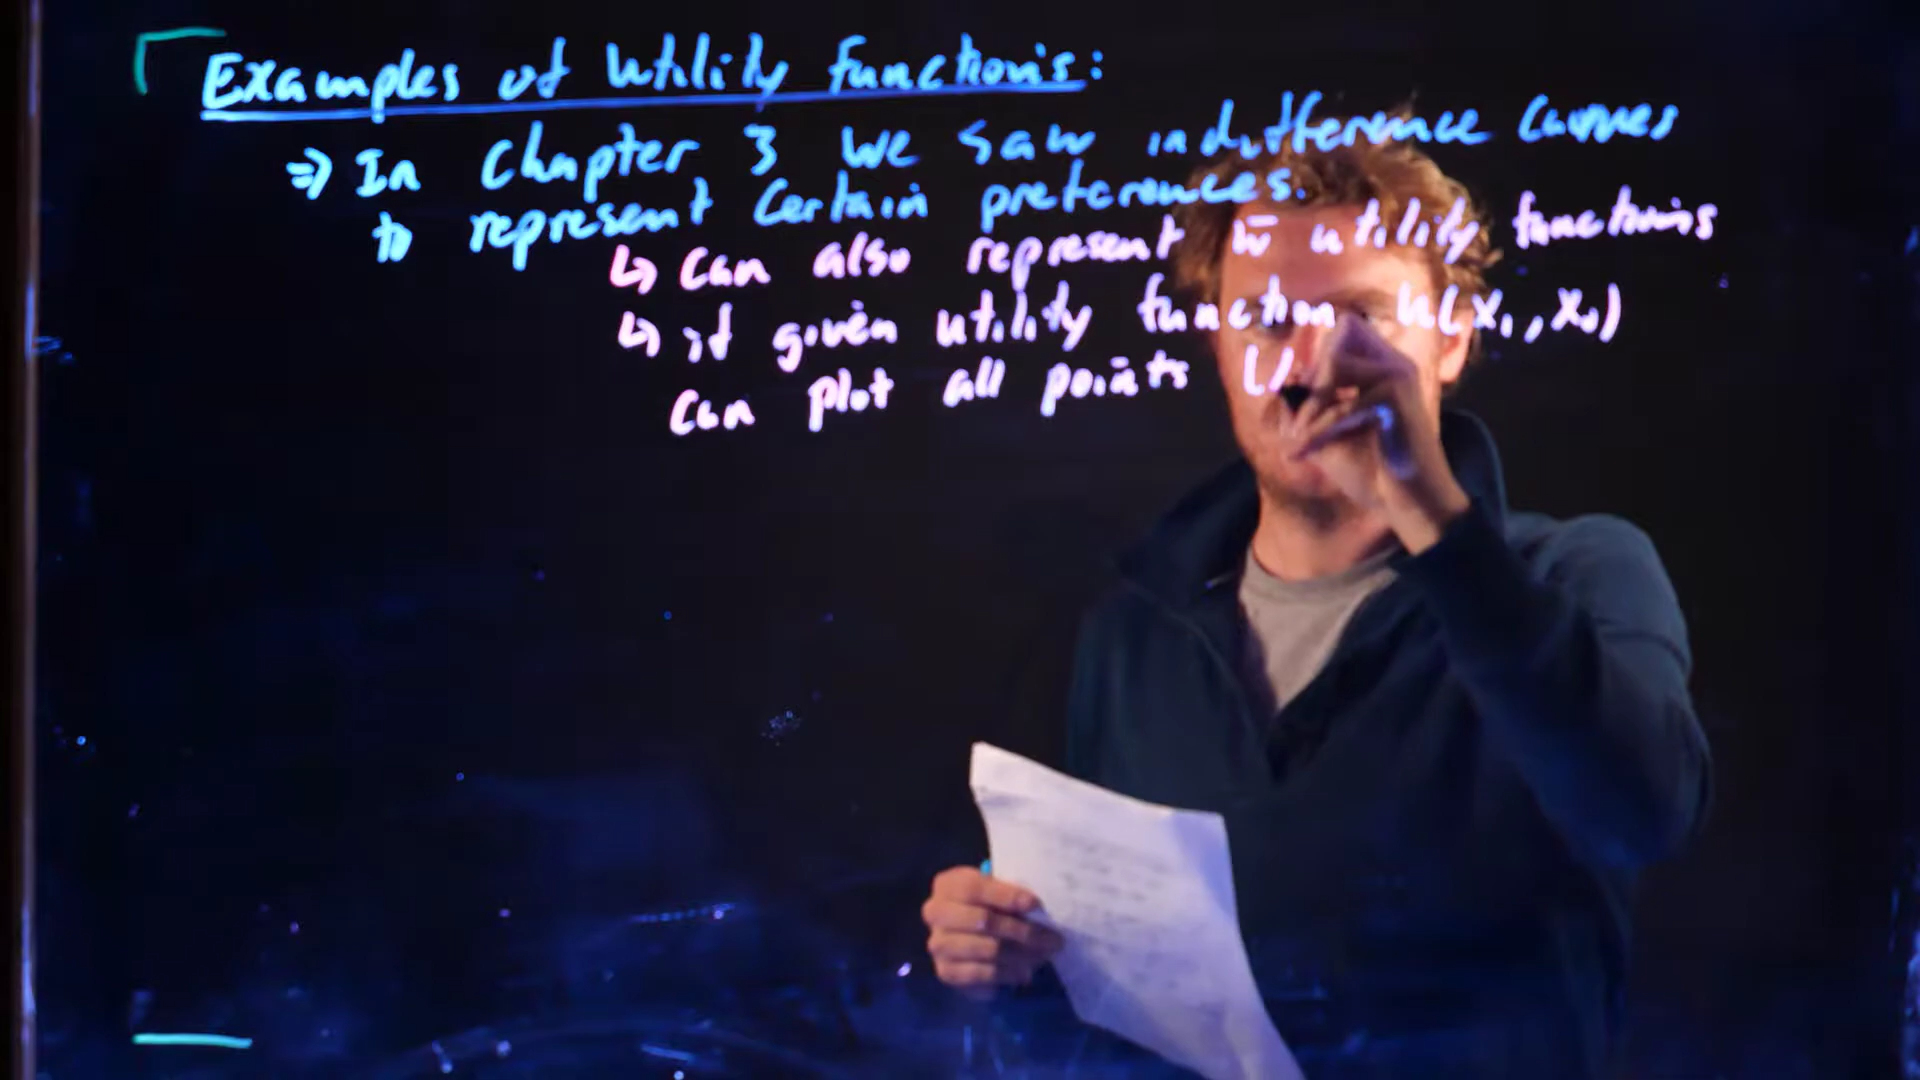 Examples of Utility Functions:
⇒ In Chapter 3 we saw indifference curves
to represent certain preferences.
↳ Can also represent w̄ utility functions
↳ if given utility function u(x₁,x₂)
Can plot all points (